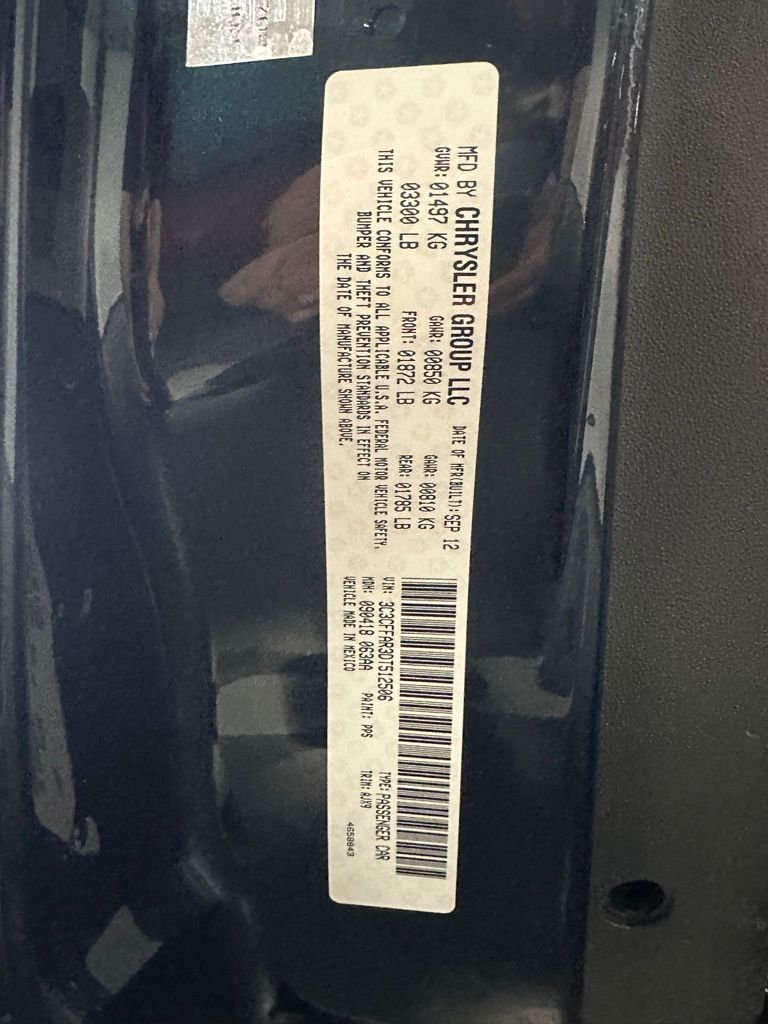 MFD BY CHRYSLER GROUP LLC
DATE OF MFR(BUILT): SEP 12
GVWR: 01497 KG
GAWR: 00850 KG
GAWR: 00810 KG
03300 LB
FRONT: 01872 LB
REAR: 01785 LB
THIS VEHICLE CONFORMS TO ALL APPLICABLE U.S.A. FEDERAL MOTOR VEHICLE SAFETY,
BUMPER AND THEFT PREVENTION STANDARDS IN EFFECT ON
THE DATE OF MANUFACTURE SHOWN ABOVE.
VIN: 3C3CFFAR3DT512506
TYPE: PASSENGER CAR
MDH: 090418 063AA
PAINT: PPS
TRIM: AJX9
VEHICLE MADE IN MEXICO
4658843